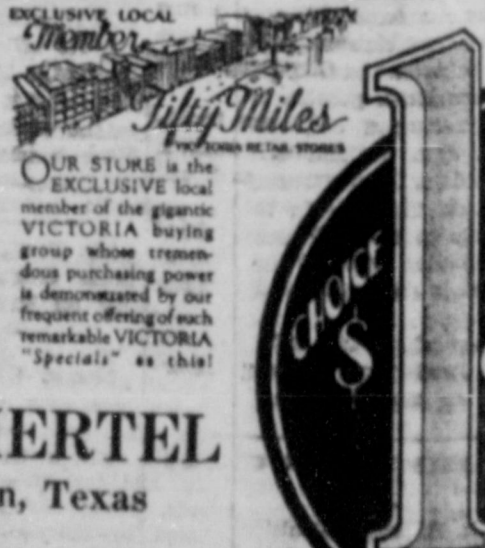 EXCLUSIVE LOCAL
Member
Fifty Miles
VICTORIA RETAIL STORES
OUR STORE is the
EXCLUSIVE local
member of the gigantic
VICTORIA buying
group whose tremen-
dous purchasing power
is demonstrated by our
frequent offering of such
remarkable VICTORIA
"Specials" as this!
ERTEL
n, Texas
CHOICE
$
1